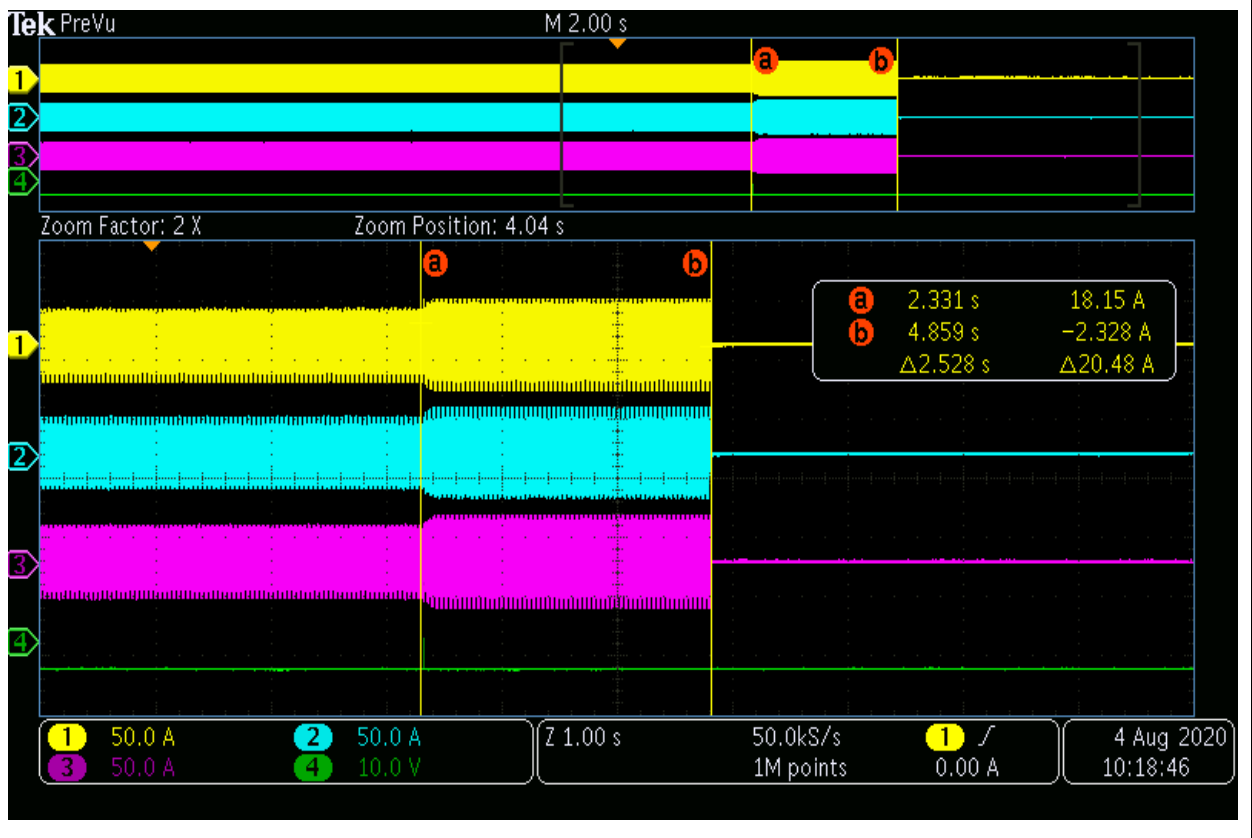 Tek PreVu M 2.00 s
a b
1
2
3
4
Zoom Factor: 2 X Zoom Position: 4.04 s
a b
a 2.331 s 18.15 A
b 4.859 s −2.328 A
△2.528 s △20.48 A
1
2
3
4
1 50.0 A 2 50.0 A Z 1.00 s 50.0kS/s 1 4 Aug 2020
3 50.0 A 4 10.0 V 1M points 0.00 A 10:18:46